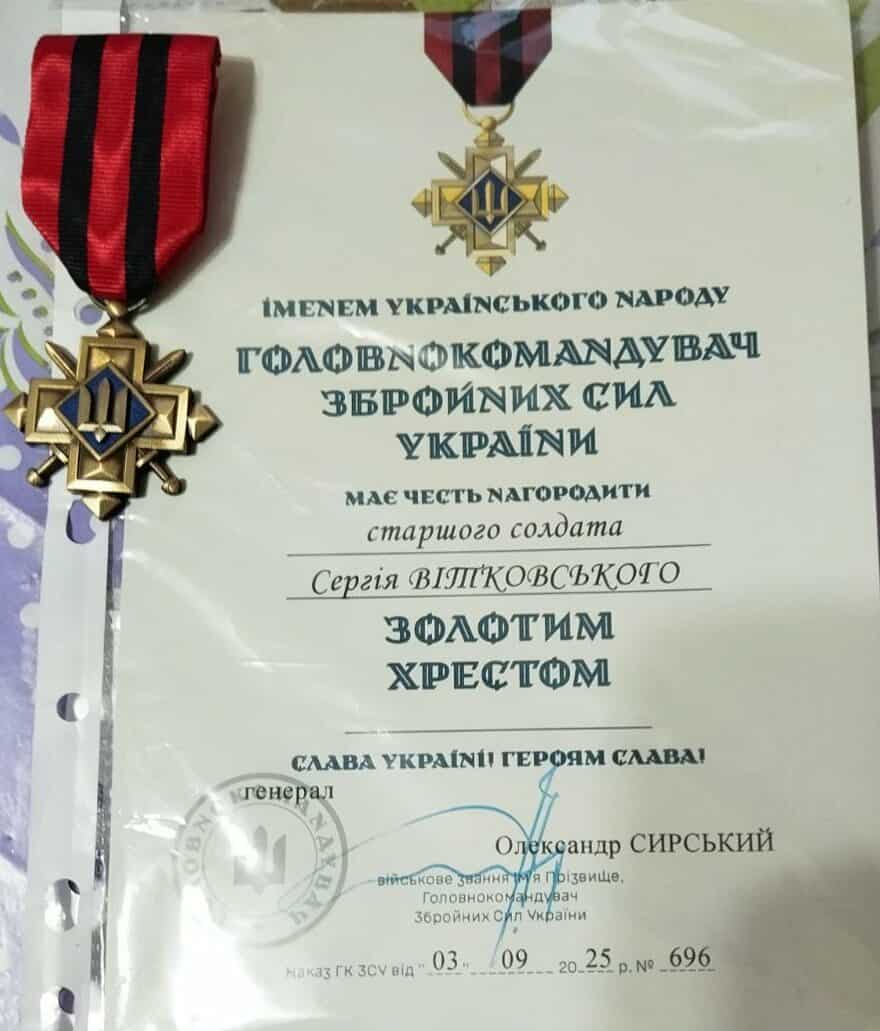 ІМЕНЕМ УКРАЇНСЬКОГО НАРОДУ
ГОЛОВНОКОМАНДУВАЧ
ЗБРОЙНИХ СИЛ
УКРАЇНИ
МАЄ ЧЕСТЬ НАГОРОДИТИ
старшого солдата
Сергія ВІТКОВСЬКОГО
ЗОЛОТИМ
ХРЕСТОМ
СЛАВА УКРАЇНІ! ГЕРОЯМ СЛАВА!
генерал
Олександр СИРСЬКИЙ
військове звання Ім'я Прізвище,
Головнокомандувач
Збройних Сил України
Наказ ГК ЗСУ від "03" 09 2025 р. № 696